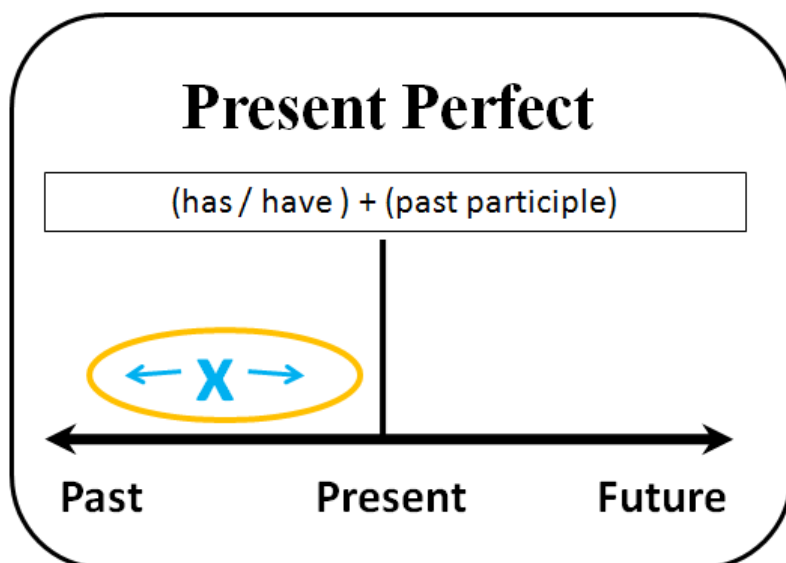 Present Perfect
(has / have ) + (past participle)
X
Past Present Future